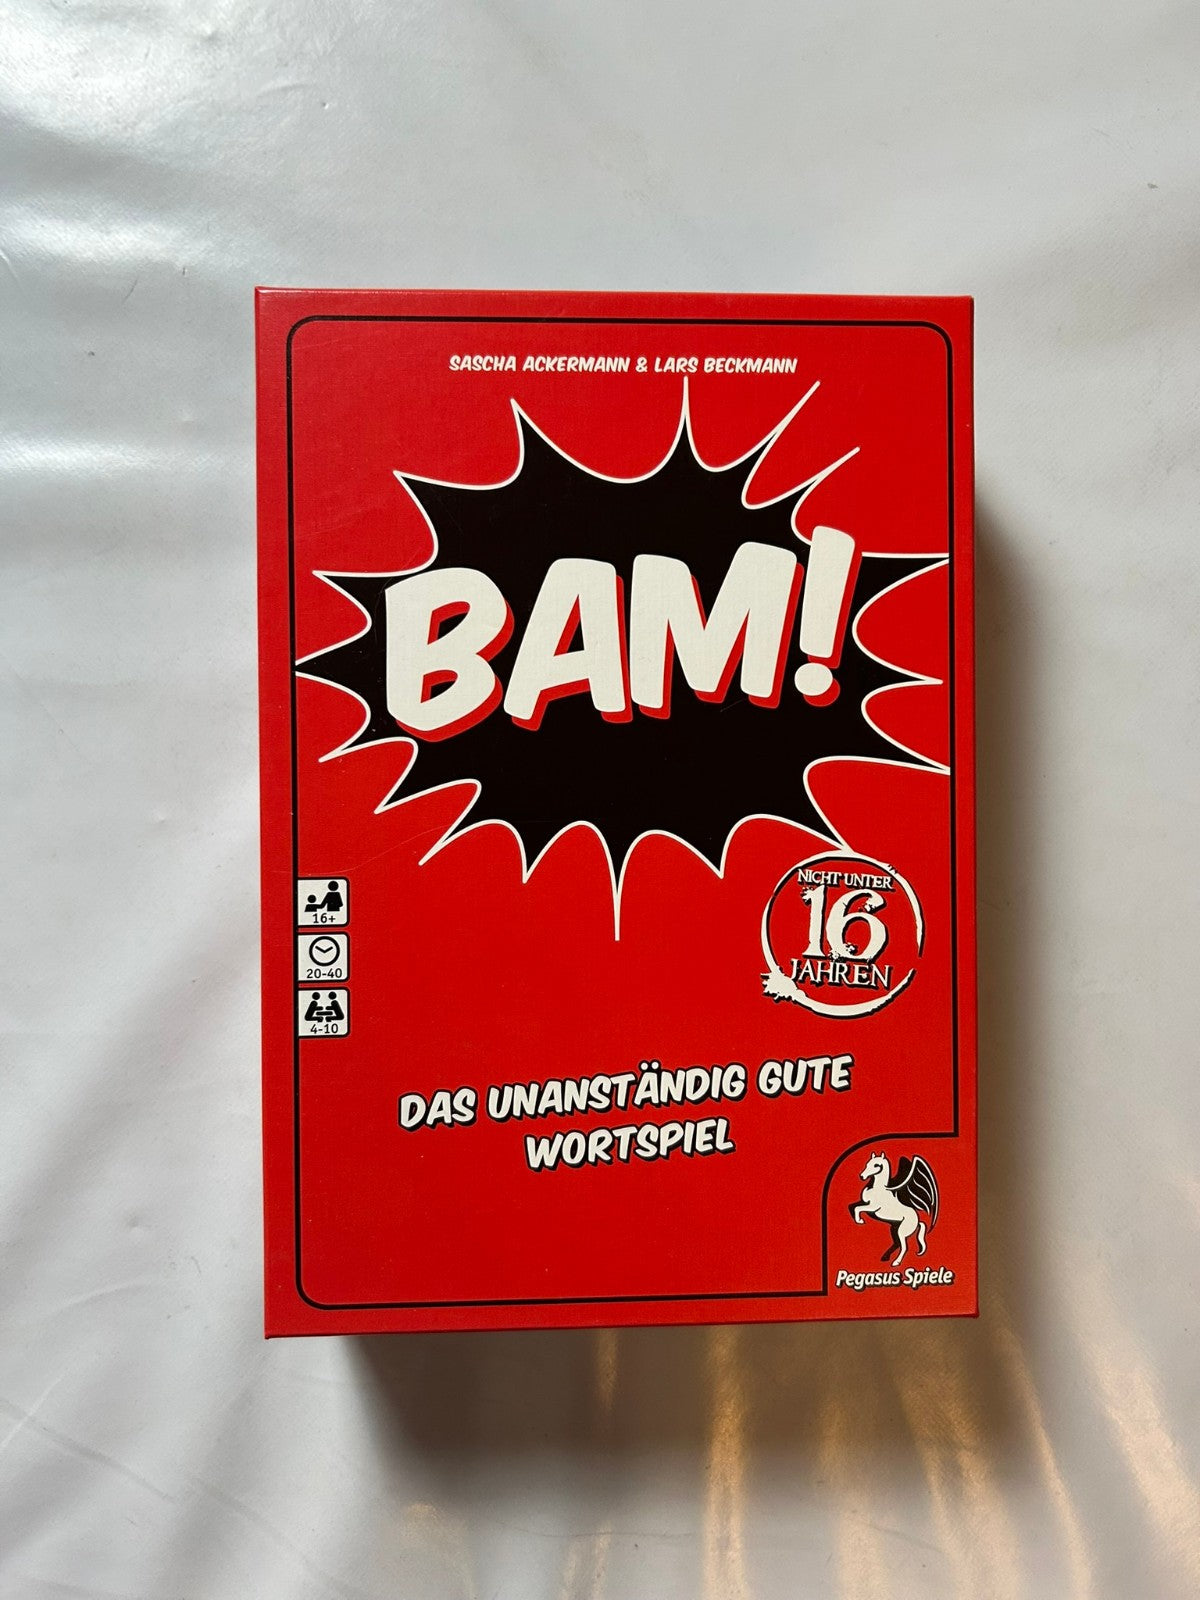 SASCHA ACKERMANN & LARS BECKMANN
BAM!
NICHT UNTER
16
JAHREN
16+
20-40
4-10
DAS UNANSTÄNDIG GUTE
WORTSPIEL
Pegasus Spiele